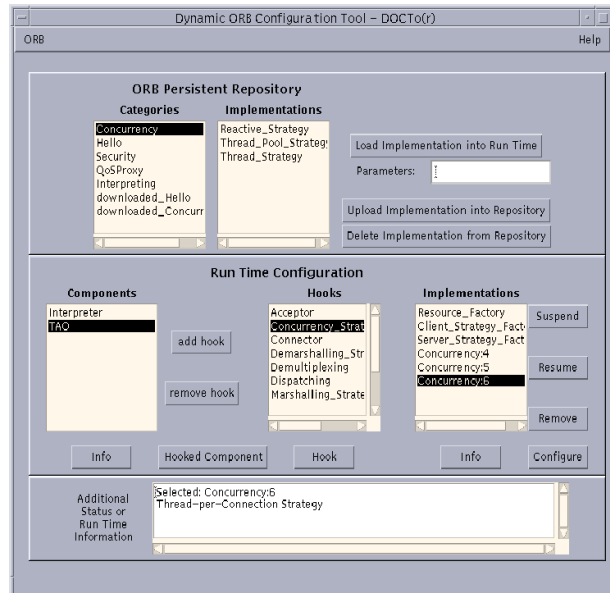 Dynamic ORB Configuration Tool - DOCTo(r)
ORB Help
ORB Persistent Repository
Categories Implementations
Concurrency
Hello
Security
QoSProxy
Interpreting
downloaded_Hello
downloaded_Concurr
Reactive_Strategy
Thread_Pool_Strateg
Thread_Strategy
Load Implementation into Run Time
Parameters:
Upload Implementation into Repository
Delete Implementation from Repository
Run Time Configuration
Components Hooks Implementations
Interpreter
TAO
add hook
remove hook
Acceptor
Concurrency_Strat
Connector
Demarshalling_Str
Demultiplexing
Dispatching
Marshalling_Strate
Resource_Factory
Client_Strategy_Fact
Server_Strategy_Fact
Concurrency:4
Concurrency:5
Concurrency:6
Suspend
Resume
Remove
Info Hooked Component Hook Info Configure
Additional
Status or
Run Time
Information
Selected: Concurrency:6
Thread-per-Connection Strategy